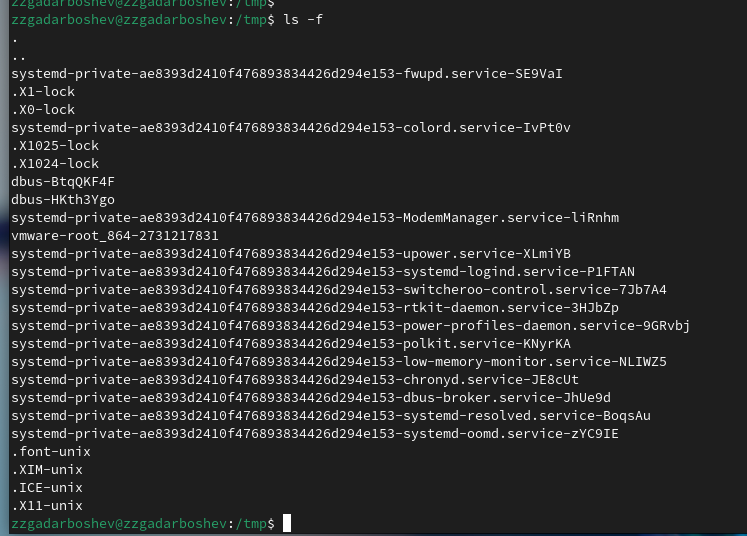 zzgadarboshev@zzgadarboshev:/tmp$
zzgadarboshev@zzgadarboshev:/tmp$ ls -f
.
..
systemd-private-ae8393d2410f476893834426d294e153-fwupd.service-SE9VaI
.X1-lock
.X0-lock
systemd-private-ae8393d2410f476893834426d294e153-colord.service-IvPt0v
.X1025-lock
.X1024-lock
dbus-BtqQKF4F
dbus-HKth3Ygo
systemd-private-ae8393d2410f476893834426d294e153-ModemManager.service-liRnhm
vmware-root_864-2731217831
systemd-private-ae8393d2410f476893834426d294e153-upower.service-XLmiYB
systemd-private-ae8393d2410f476893834426d294e153-systemd-logind.service-P1FTAN
systemd-private-ae8393d2410f476893834426d294e153-switcheroo-control.service-7Jb7A4
systemd-private-ae8393d2410f476893834426d294e153-rtkit-daemon.service-3HJbZp
systemd-private-ae8393d2410f476893834426d294e153-power-profiles-daemon.service-9GRvbj
systemd-private-ae8393d2410f476893834426d294e153-polkit.service-KNyrKA
systemd-private-ae8393d2410f476893834426d294e153-low-memory-monitor.service-NLIWZ5
systemd-private-ae8393d2410f476893834426d294e153-chronyd.service-JE8cUt
systemd-private-ae8393d2410f476893834426d294e153-dbus-broker.service-JhUe9d
systemd-private-ae8393d2410f476893834426d294e153-systemd-resolved.service-BoqsAu
systemd-private-ae8393d2410f476893834426d294e153-systemd-oomd.service-zYC9IE
.font-unix
.XIM-unix
.ICE-unix
.X11-unix
zzgadarboshev@zzgadarboshev:/tmp$